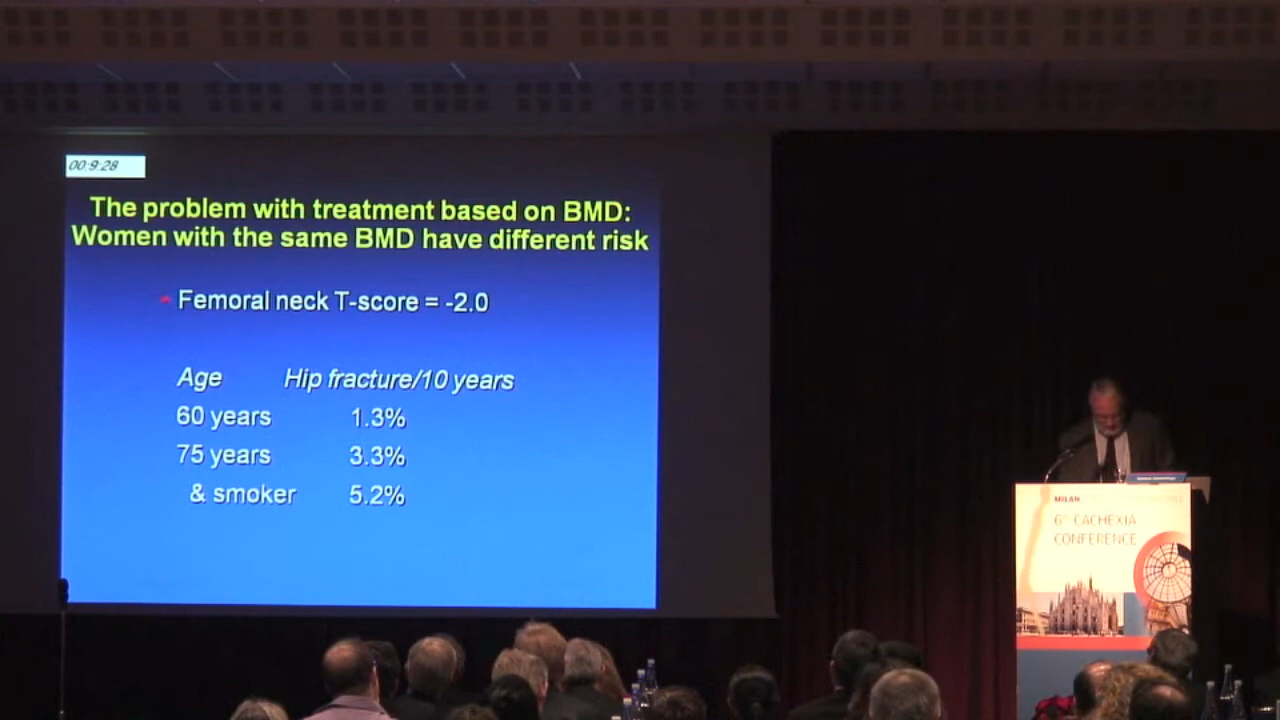 00:9:28
The problem with treatment based on BMD:
Women with the same BMD have different risk
Femoral neck T-score = -2.0
Age Hip fracture/10 years
60 years 1.3%
75 years 3.3%
& smoker 5.2%
MILAN
6th CACHEXIA
CONFERENCE